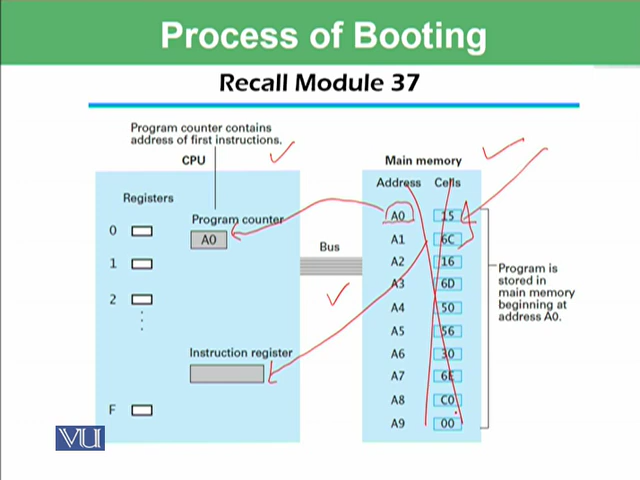 Process of Booting
Recall Module 37
Program counter contains
address of first instructions.
CPU
Main memory
Address Cells
Registers
Program counter
A0
Bus
Instruction register
0
1
2
F
A0 15
A1 6C
A2 16
A3 6D
A4 50
A5 56
A6 30
A7 6E
A8 C0
A9 00
Program is
stored in
main memory
beginning at
address A0.
VU